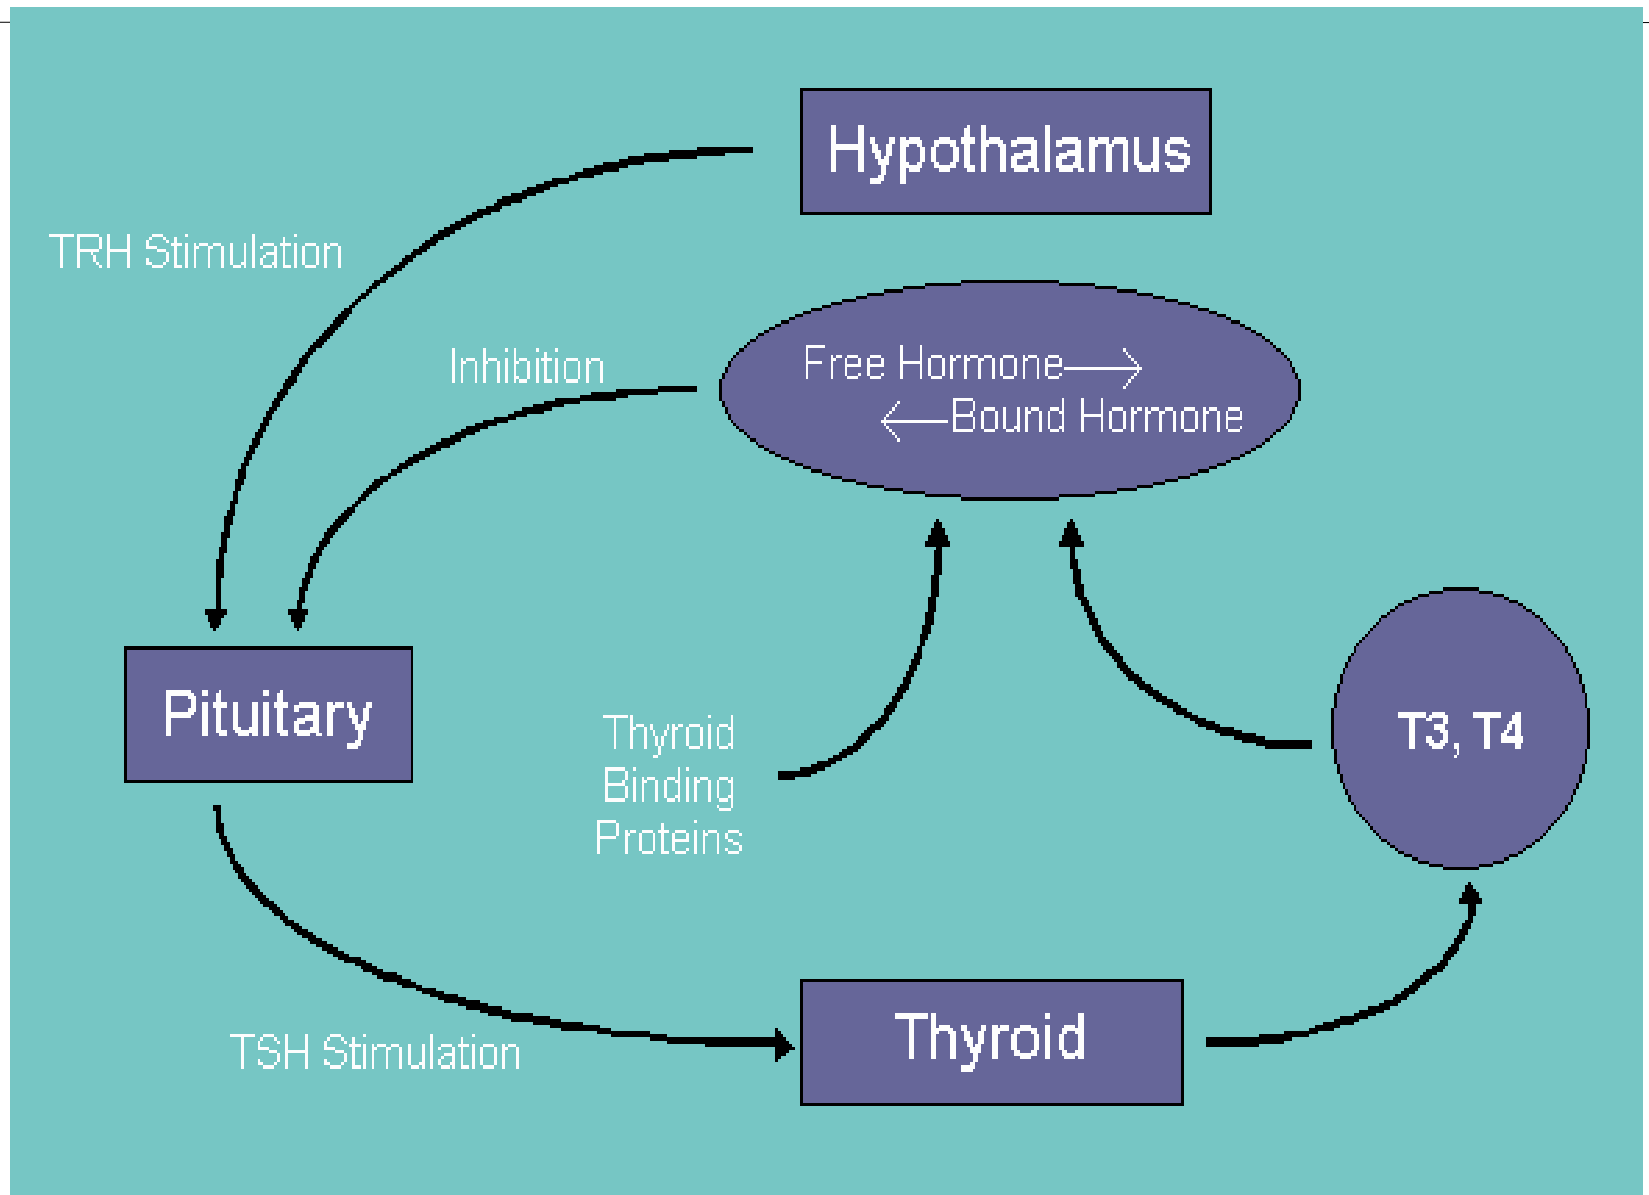 Hypothalamus
TRH Stimulation
Inhibition
Free Hormone
Bound Hormone
Pituitary
Thyroid
Binding
Proteins
T3, T4
TSH Stimulation
Thyroid